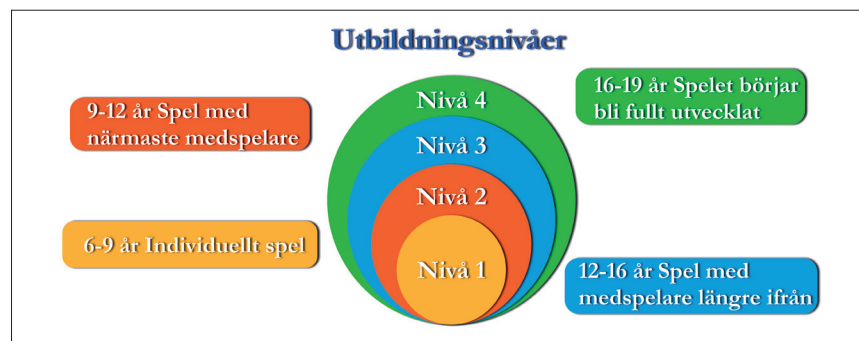 Utbildningsnivåer
9-12 år Spel med
närmaste medspelare
16-19 år Spelet börjar
bli fullt utvecklat
Nivå 4
Nivå 3
Nivå 2
Nivå 1
6-9 år Individuellt spel
12-16 år Spel med
medspelare längre ifrån